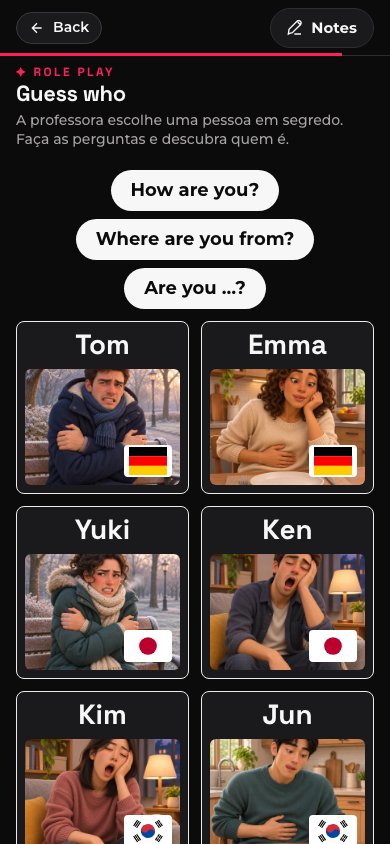 Back
Notes
ROLE PLAY
Guess who
A professora escolhe uma pessoa em segredo.
Faça as perguntas e descubra quem é.
How are you?
Where are you from?
Are you ...?
Tom
Emma
Yuki
Ken
Kim
Jun